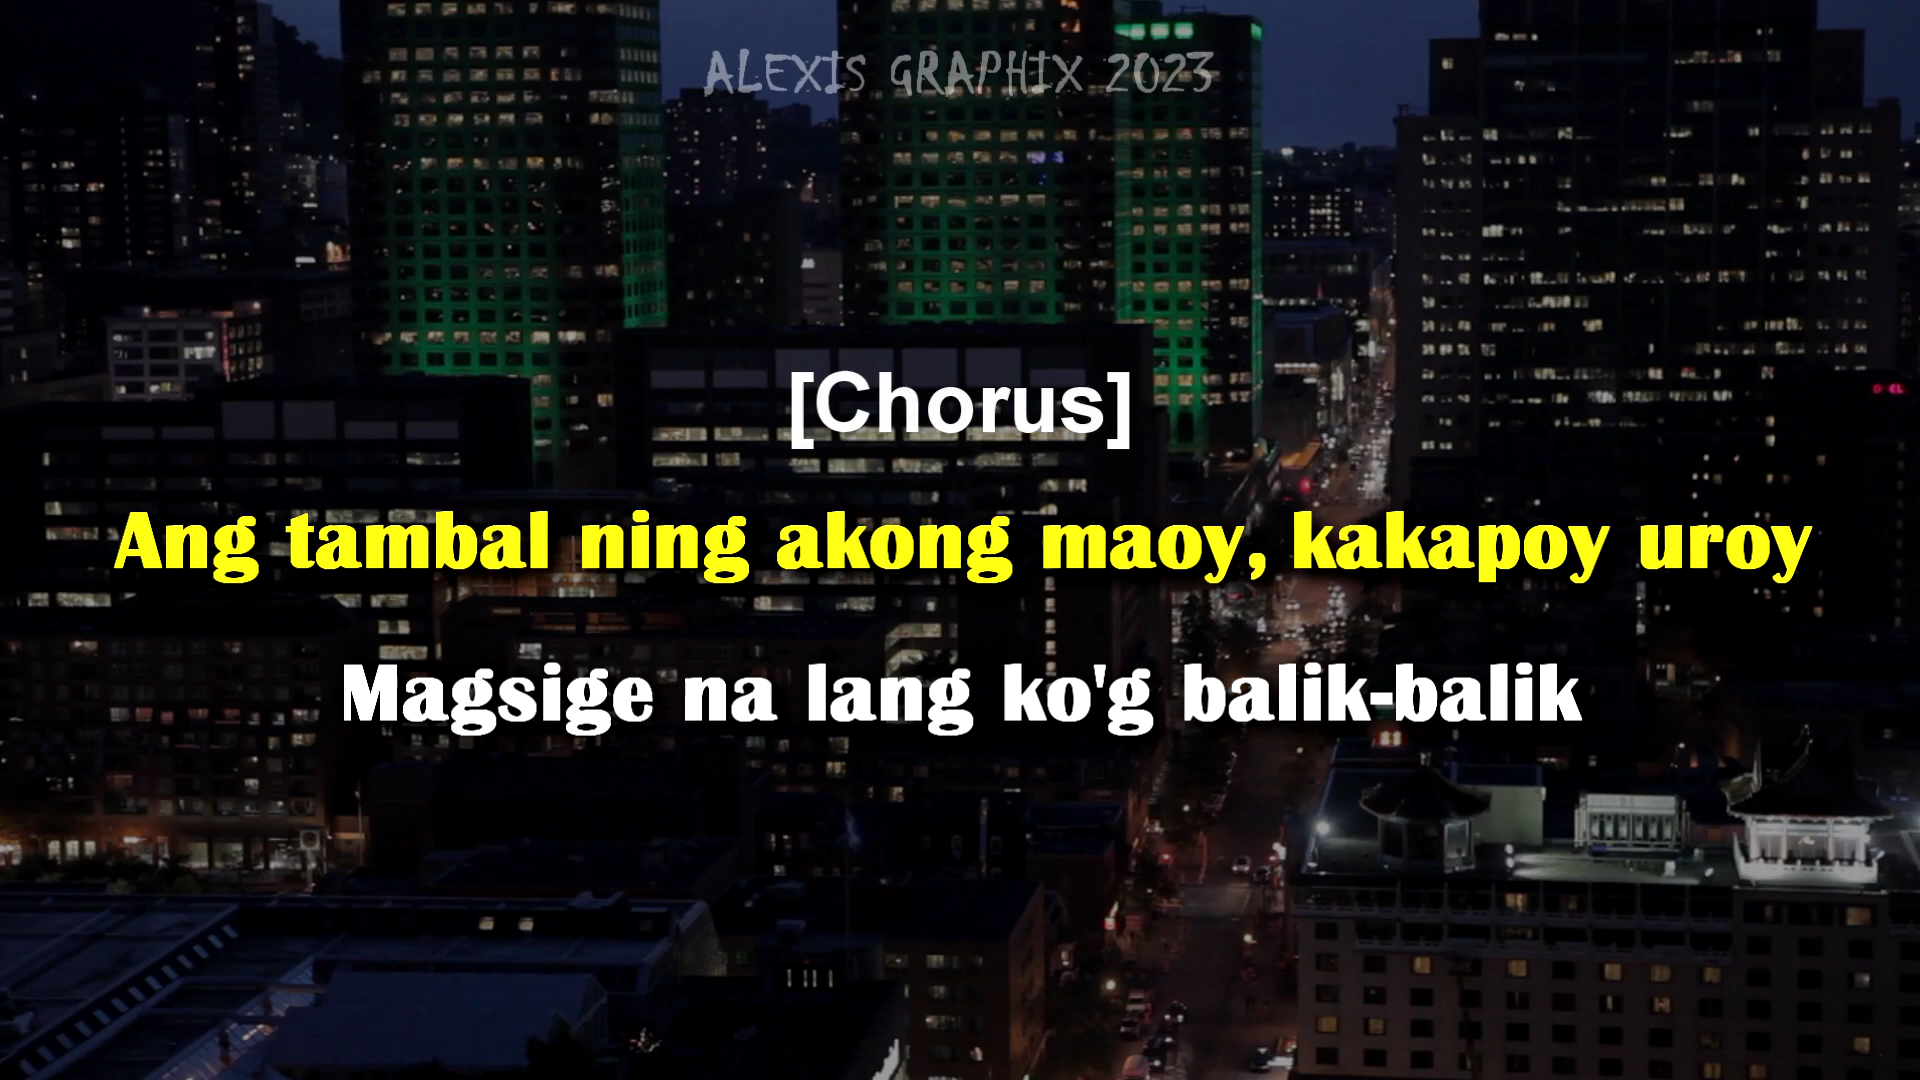 ALEXIS GRAPHIX 2023
[Chorus]
Ang tambal ning akong maoy, kakapoy uroy
Magsige na lang ko'g balik-balik